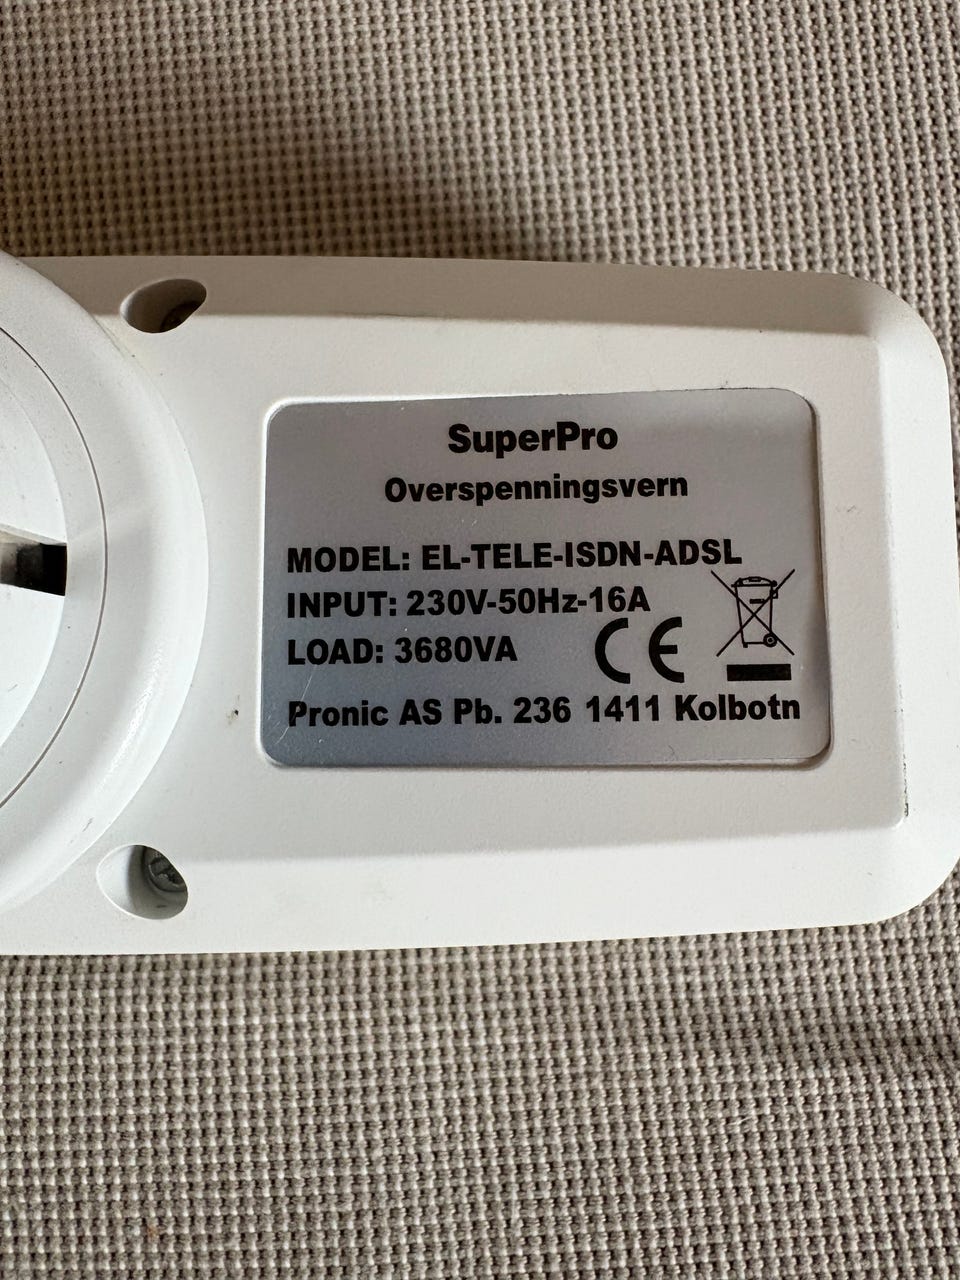 SuperPro
Overspenningsvern
MODEL: EL-TELE-ISDN-ADSL
INPUT: 230V-50Hz-16A
LOAD: 3680VA
CE
Pronic AS Pb. 236 1411 Kolbotn